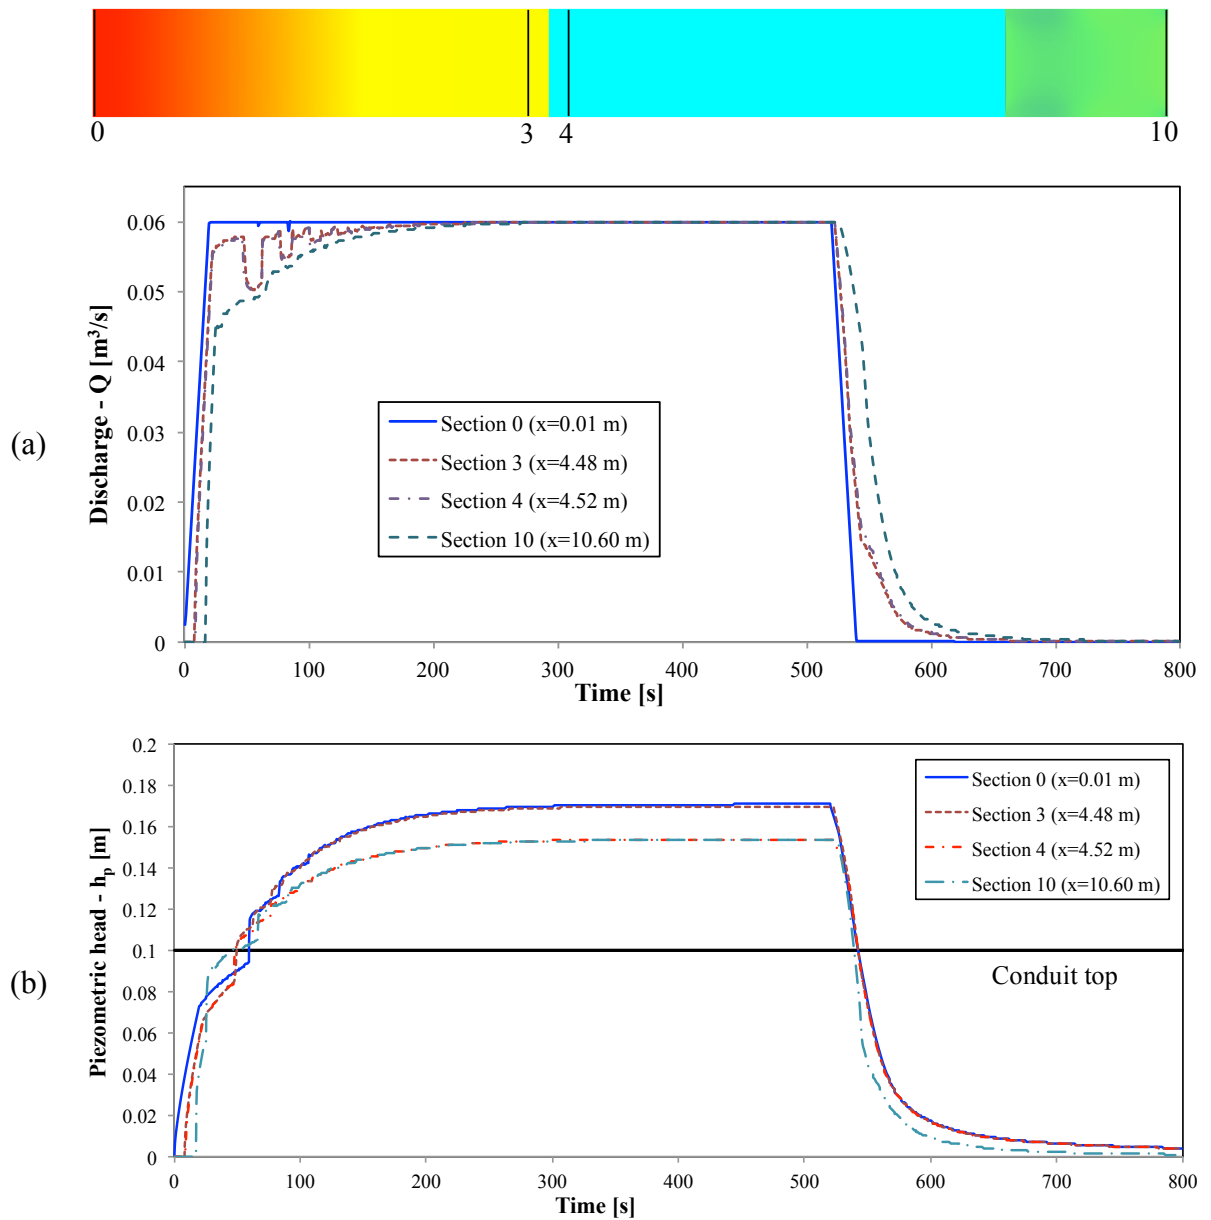 0 3 4 10
(a)
Discharge - Q [m³/s]
0.06
0.05
0.04
0.03
0.02
0.01
0
Section 0 (x=0.01 m)
Section 3 (x=4.48 m)
Section 4 (x=4.52 m)
Section 10 (x=10.60 m)
0 100 200 300 400 500 600 700 800
Time [s]
(b)
Piezometric head - hₚ [m]
0.2
0.18
0.16
0.14
0.12
0.1
0.08
0.06
0.04
0.02
0
Section 0 (x=0.01 m)
Section 3 (x=4.48 m)
Section 4 (x=4.52 m)
Section 10 (x=10.60 m)
Conduit top
0 100 200 300 400 500 600 700 800
Time [s]